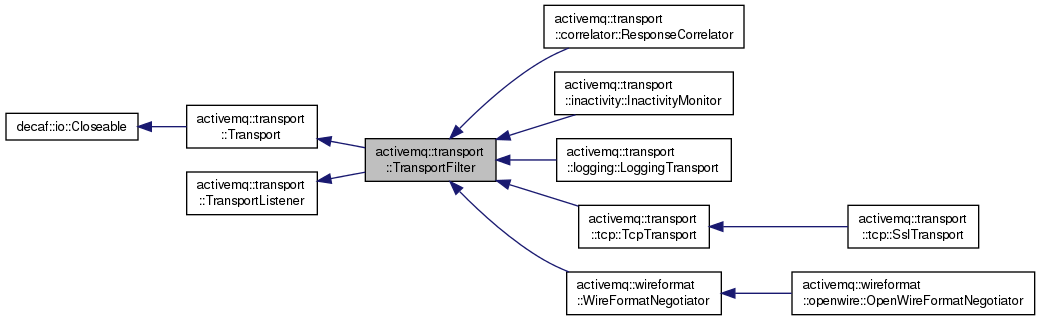 decaf::io::Closeable
activemq::transport
::Transport
activemq::transport
::TransportListener
activemq::transport
::TransportFilter
activemq::transport
::correlator::ResponseCorrelator
activemq::transport
::inactivity::InactivityMonitor
activemq::transport
::logging::LoggingTransport
activemq::transport
::tcp::TcpTransport
activemq::transport
::tcp::SslTransport
activemq::wireformat
::WireFormatNegotiator
activemq::wireformat
::openwire::OpenWireFormatNegotiator